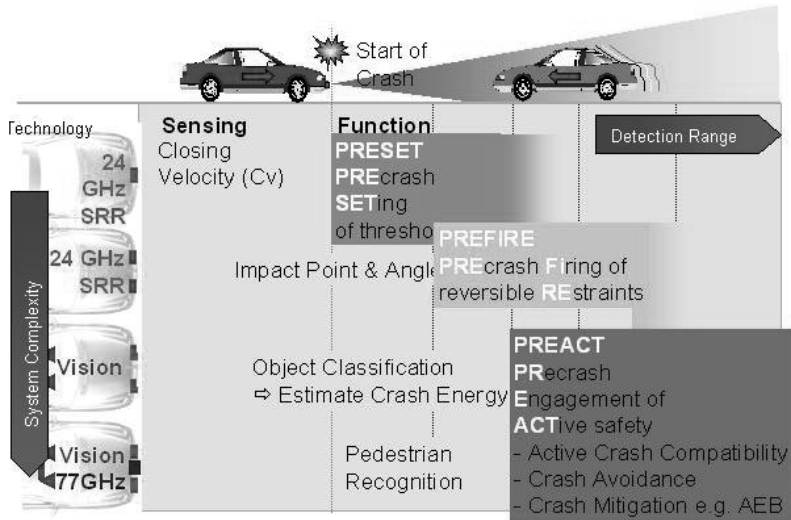 Start of
Crash
Technology
Sensing
Function
Detection Range
Closing
Velocity (Cv)
PRESET
PREcrash
SETing
of thresho
24
GHz
SRR
PREFIRE
PREcrash Firing of
reversible REstraints
Impact Point & Angle
24 GHz
SRR
System Complexity
Vision
Object Classification
⇨ Estimate Crash Energy
PREACT
PRecrash
Engagement of
ACTive safety
- Active Crash Compatibility
- Crash Avoidance
- Crash Mitigation e.g. AEB
Vision
77GHz
Pedestrian
Recognition